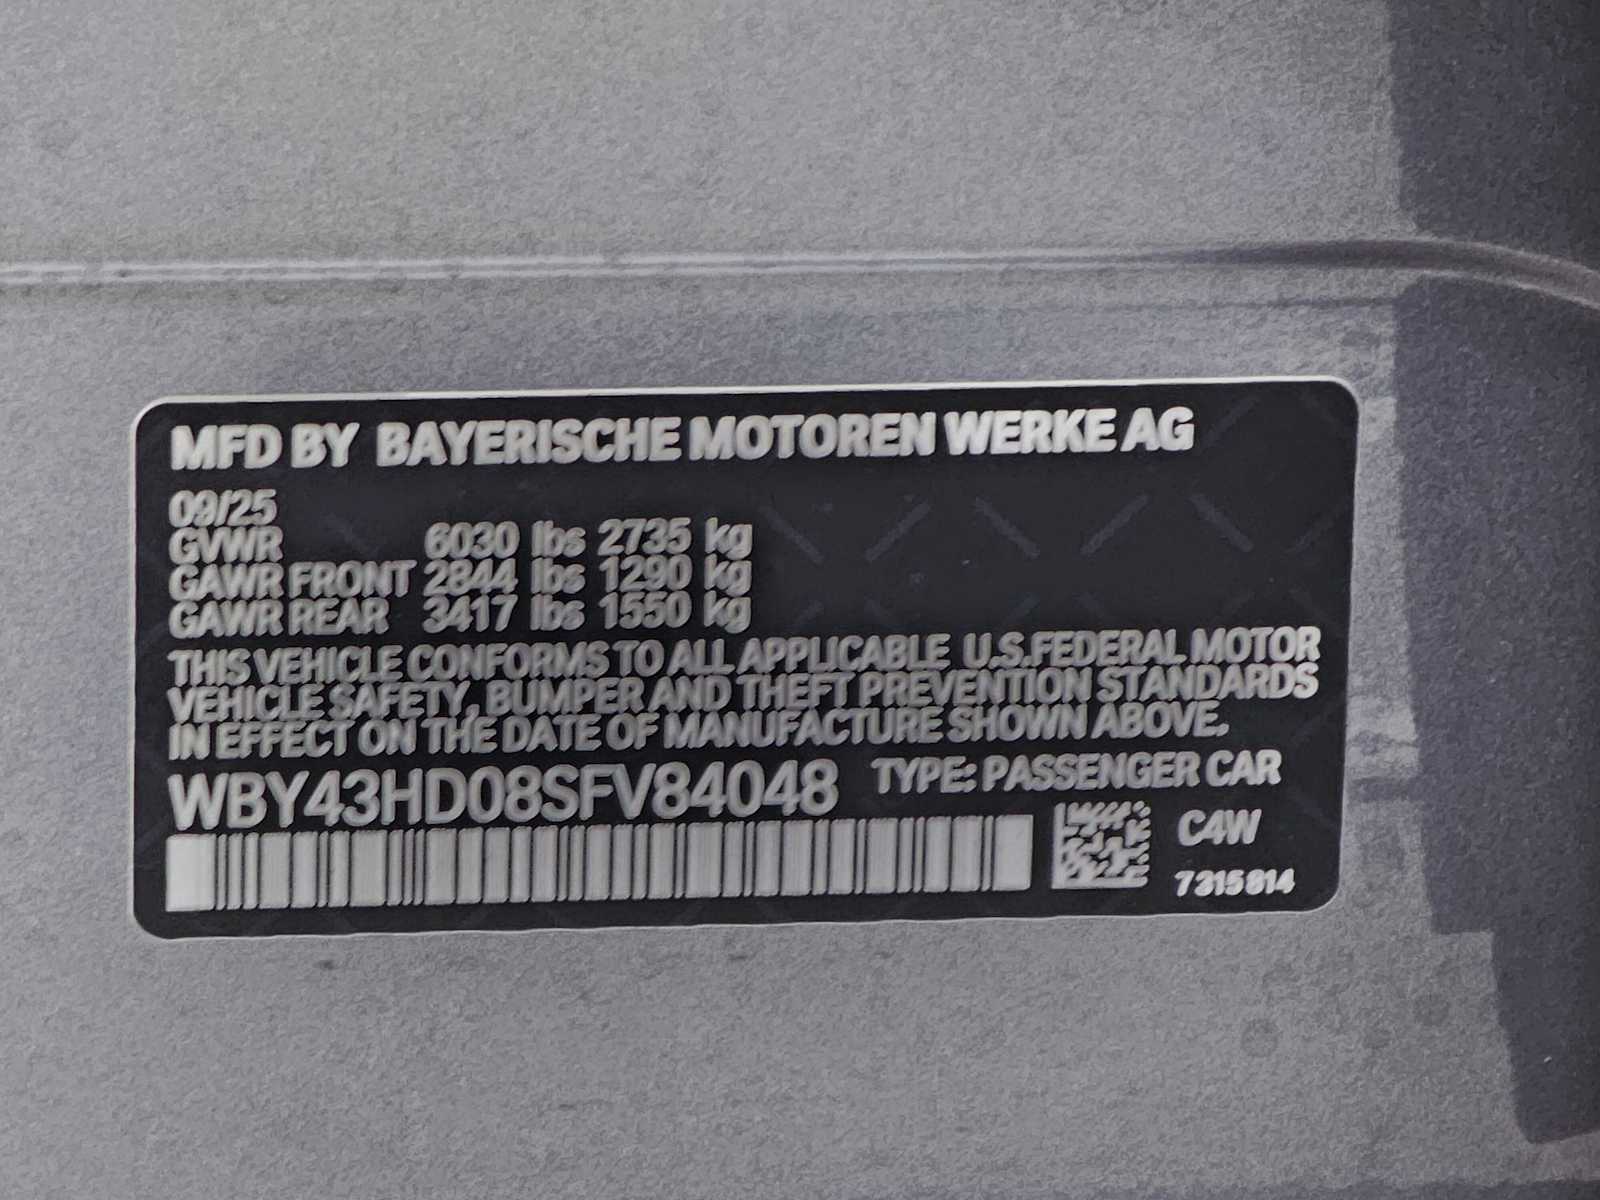 MFD BY BAYERISCHE MOTOREN WERKE AG
09/25
GVWR 6030 lbs 2735 kg
GAWR FRONT 2844 lbs 1290 kg
GAWR REAR 3417 lbs 1550 kg
THIS VEHICLE CONFORMS TO ALL APPLICABLE U.S.FEDERAL MOTOR
VEHICLE SAFETY, BUMPER AND THEFT PREVENTION STANDARDS
IN EFFECT ON THE DATE OF MANUFACTURE SHOWN ABOVE.
WBY43HD08SFV84048 TYPE: PASSENGER CAR
C4W
7315814